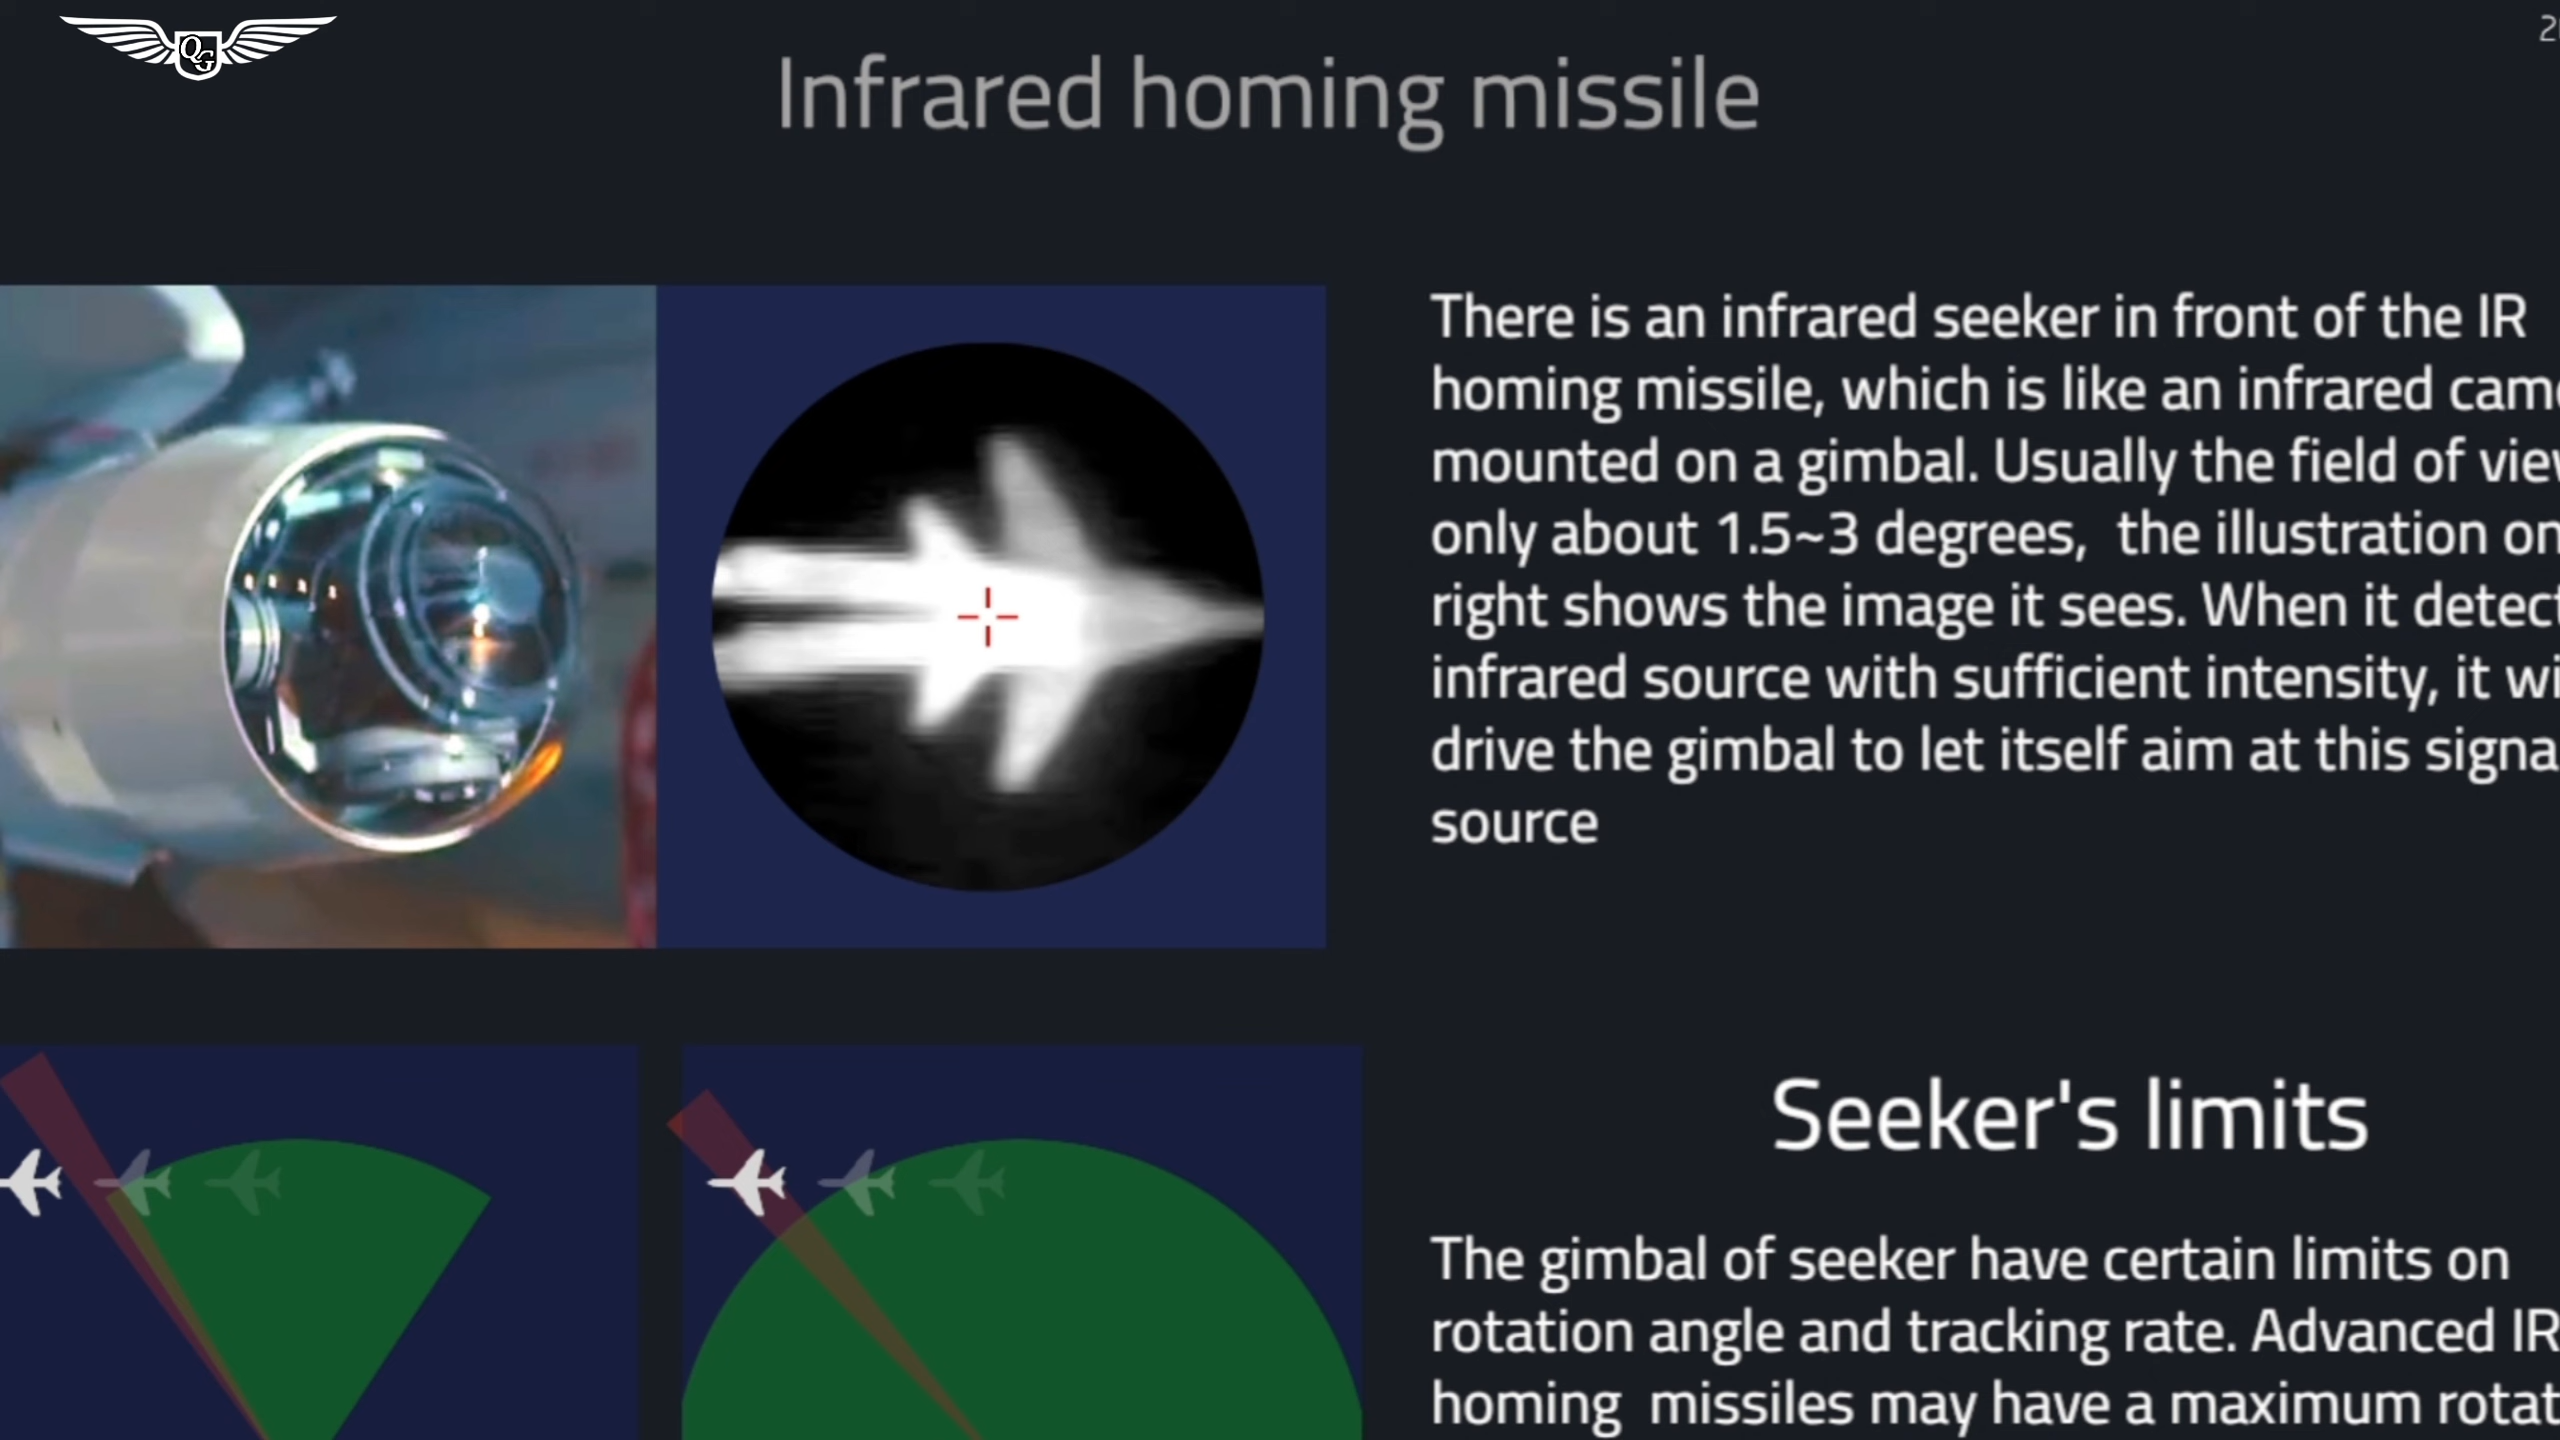 QG
Infrared homing missile
There is an infrared seeker in front of the IR
homing missile, which is like an infrared
mounted on a gimbal. Usually the field of
only about 1.5~3 degrees,  the illustration on
right shows the image it sees. When it
infrared source with sufficient intensity, it
drive the gimbal to let itself aim at this
source
Seeker's limits
The gimbal of seeker have certain limits on
rotation angle and tracking rate. Advanced IR
homing  missiles may have a maximum